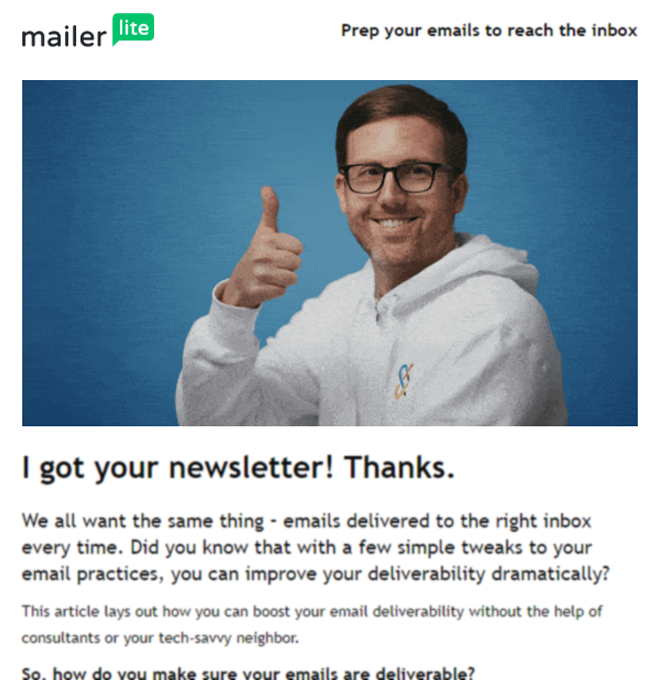 mailer lite
Prep your emails to reach the inbox
I got your newsletter! Thanks.
We all want the same thing - emails delivered to the right inbox
every time. Did you know that with a few simple tweaks to your
email practices, you can improve your deliverability dramatically?
This article lays out how you can boost your email deliverability without the help of
consultants or your tech-savvy neighbor.
So, how do you make sure your emails are deliverable?